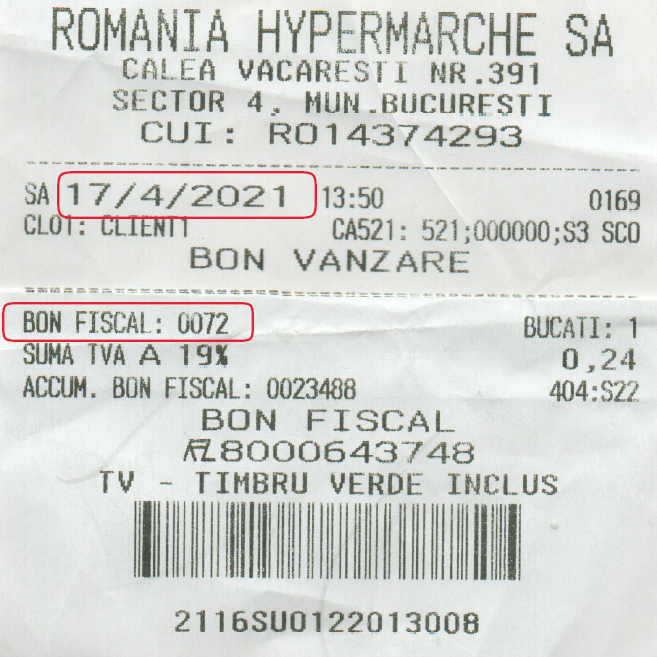 ROMANIA HYPERMARCHE SA
CALEA VACARESTI NR.391
SECTOR 4, MUN.BUCURESTI
CUI: RO14374293
SA 17/4/2021 13:50 0169
CL01: CLIENT1 CA521: 521;000000;S3 SCO
BON VANZARE
BON FISCAL: 0072 BUCATI: 1
SUMA TVA A 19% 0,24
ACCUM. BON FISCAL: 0023488 404:S22
BON FISCAL
8000643748
TV - TIMBRU VERDE INCLUS
2116SU0122013008